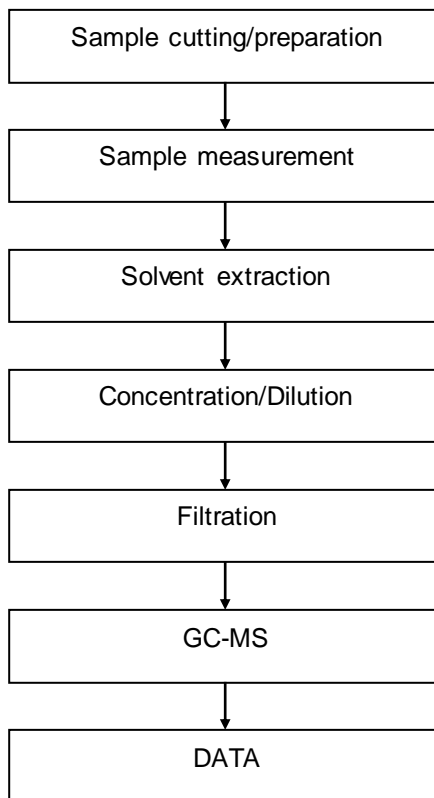 Sample cutting/preparation
Sample measurement
Solvent extraction
Concentration/Dilution
Filtration
GC-MS
DATA